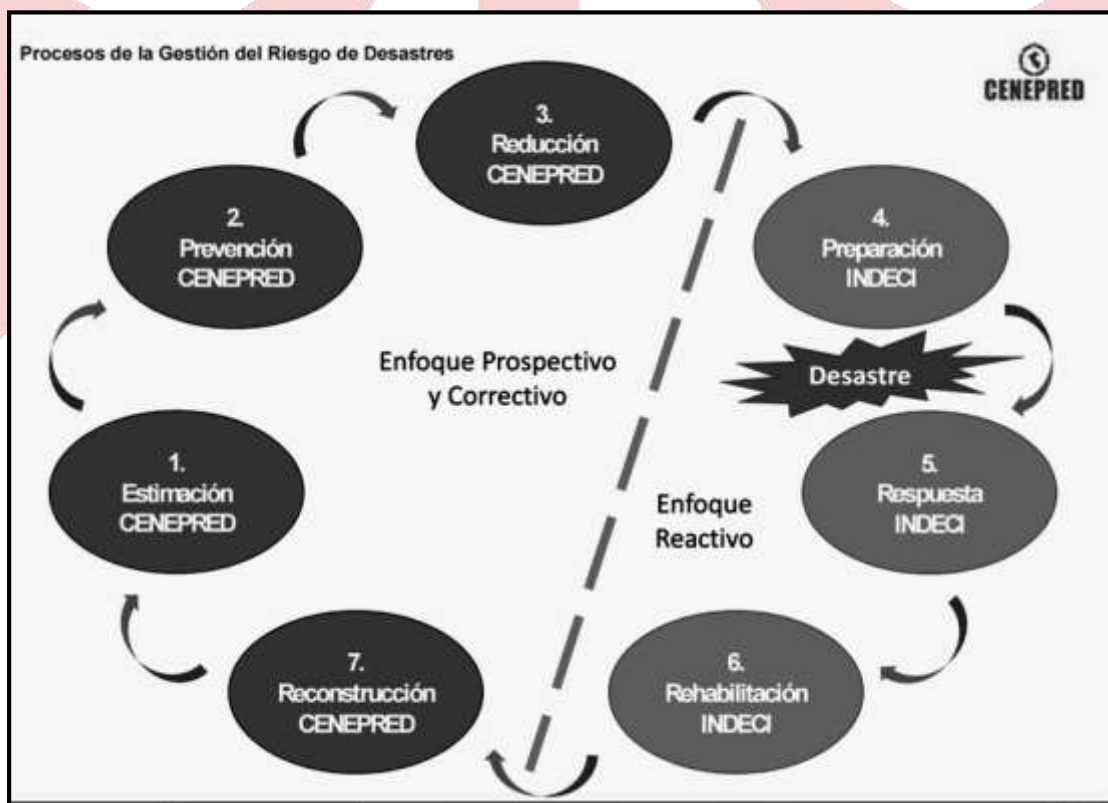 Procesos de la Gestión del Riesgo de Desastres
CENEPRED
3.
Reducción
CENEPRED
2.
Prevención
CENEPRED
4.
Preparación
INDECI
Enfoque Prospectivo
y Correctivo
Desastre
1.
Estimación
CENEPRED
5.
Respuesta
INDECI
Enfoque
Reactivo
7.
Reconstrucción
CENEPRED
6.
Rehabilitación
INDECI